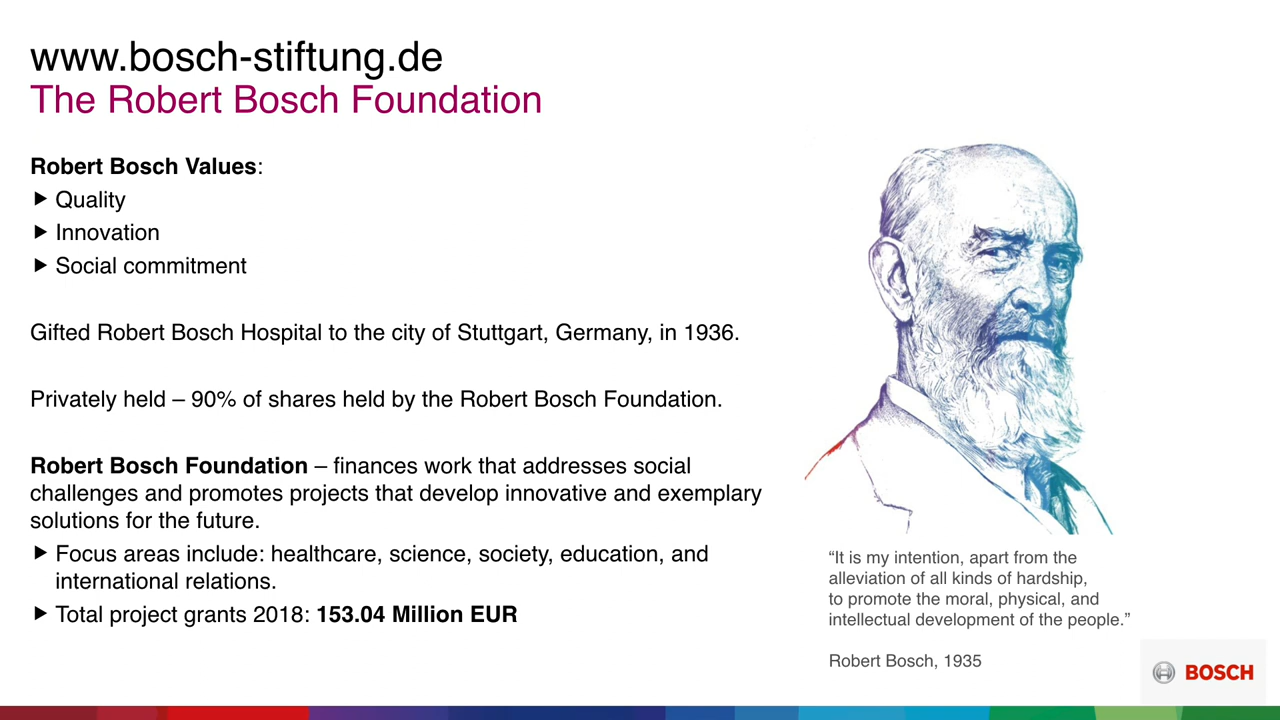 www.bosch-stiftung.de
The Robert Bosch Foundation
Robert Bosch Values:
▶ Quality
▶ Innovation
▶ Social commitment
Gifted Robert Bosch Hospital to the city of Stuttgart, Germany, in 1936.
Privately held – 90% of shares held by the Robert Bosch Foundation.
Robert Bosch Foundation – finances work that addresses social
challenges and promotes projects that develop innovative and exemplary
solutions for the future.
▶ Focus areas include: healthcare, science, society, education, and
international relations.
▶ Total project grants 2018: 153.04 Million EUR
“It is my intention, apart from the
alleviation of all kinds of hardship,
to promote the moral, physical, and
intellectual development of the people.”
Robert Bosch, 1935
BOSCH